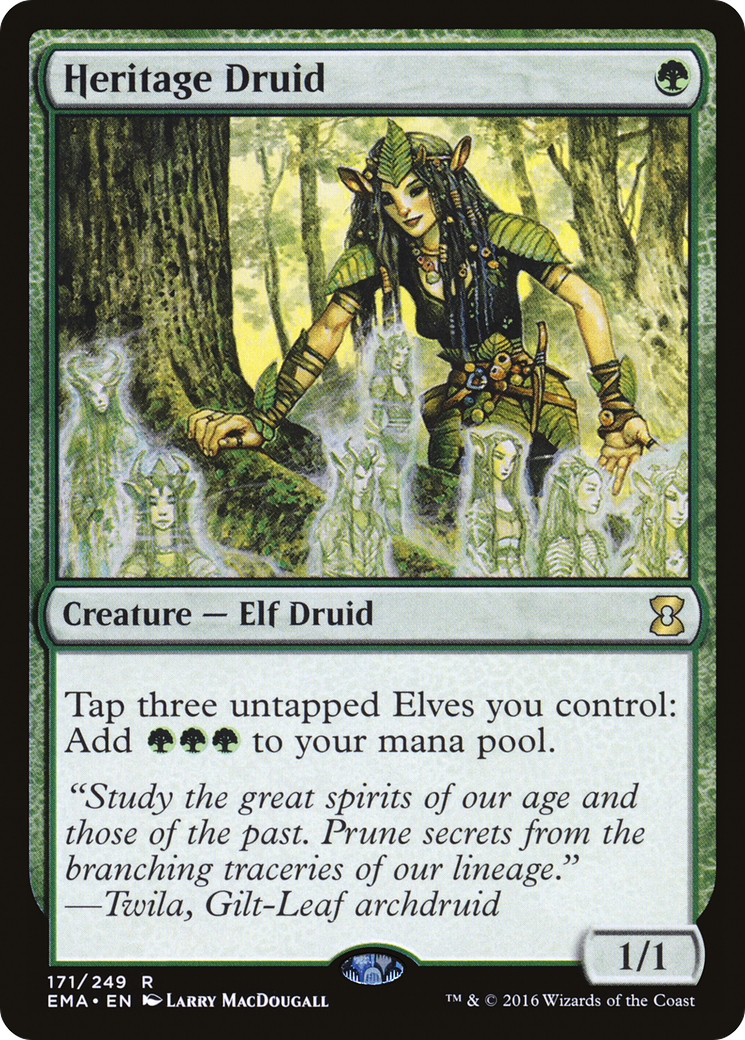 Heritage Druid
Creature — Elf Druid
Tap three untapped Elves you control:
Add to your mana pool.
“Study the great spirits of our age and
those of the past. Prune secrets from the
branching traceries of our lineage.”
—Twila, Gilt-Leaf archdruid
1/1
171/249 R
EMA • EN Larry MacDougall
™ & © 2016 Wizards of the Coast